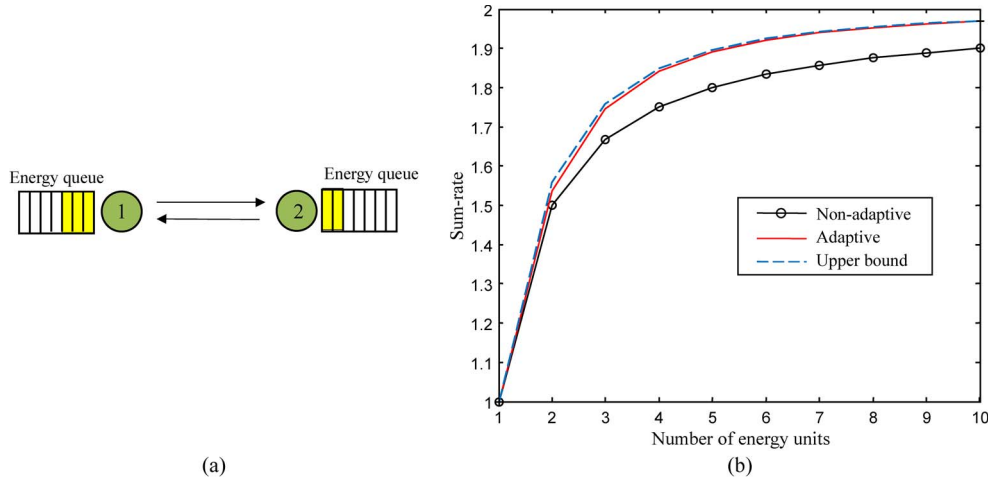 Energy queue
1
2
Energy queue
(a)
2
1.9
1.8
1.7
1.6
1.5
1.4
1.3
1.2
1.1
1
Sum-rate
Non-adaptive
Adaptive
Upper bound
1 2 3 4 5 6 7 8 9 10
Number of energy units
(b)